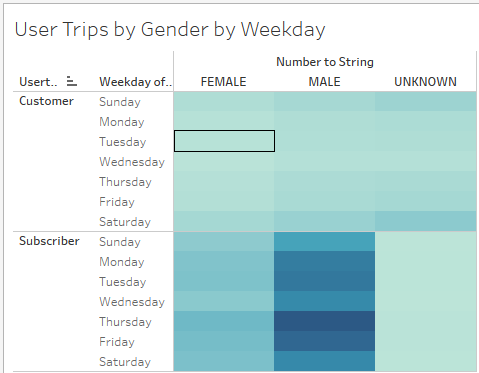 User Trips by Gender by Weekday
Number to String
Usert.. Weekday of.. FEMALE MALE UNKNOWN
Customer Sunday
Monday
Tuesday
Wednesday
Thursday
Friday
Saturday
Subscriber Sunday
Monday
Tuesday
Wednesday
Thursday
Friday
Saturday